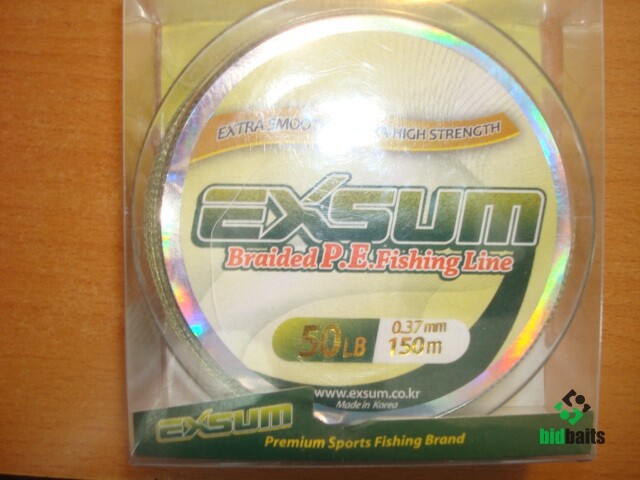 EXTRA SMOO HIGH STRENGTH
EXSUM
Braided P.E. Fishing Line
50LB
0.37mm
150m
www.exsum.co.kr
Made in Korea
EXSUM
Premium Sports Fishing Brand
bidbaits